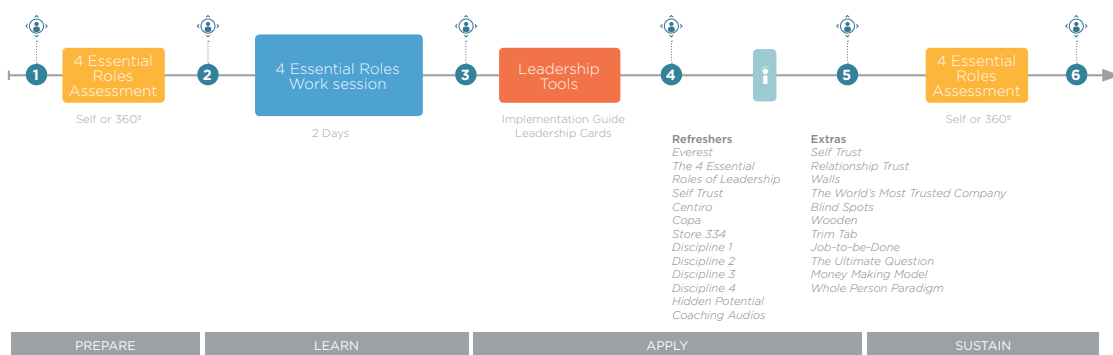 1
4 Essential
Roles
Assessment
Self or 360º
2
4 Essential Roles
Work session
2 Days
3
Leadership
Tools
Implementation Guide
Leadership Cards
4
i
5
4 Essential
Roles
Assessment
Self or 360º
6
Refreshers
Everest
The 4 Essential
Roles of Leadership
Self Trust
Centiro
Copa
Store 334
Discipline 1
Discipline 2
Discipline 3
Discipline 4
Hidden Potential
Coaching Audios
Extras
Self Trust
Relationship Trust
Walls
The World's Most Trusted Company
Blind Spots
Wooden
Trim Tab
Job-to-be-Done
The Ultimate Question
Money Making Model
Whole Person Paradigm
PREPARE
LEARN
APPLY
SUSTAIN